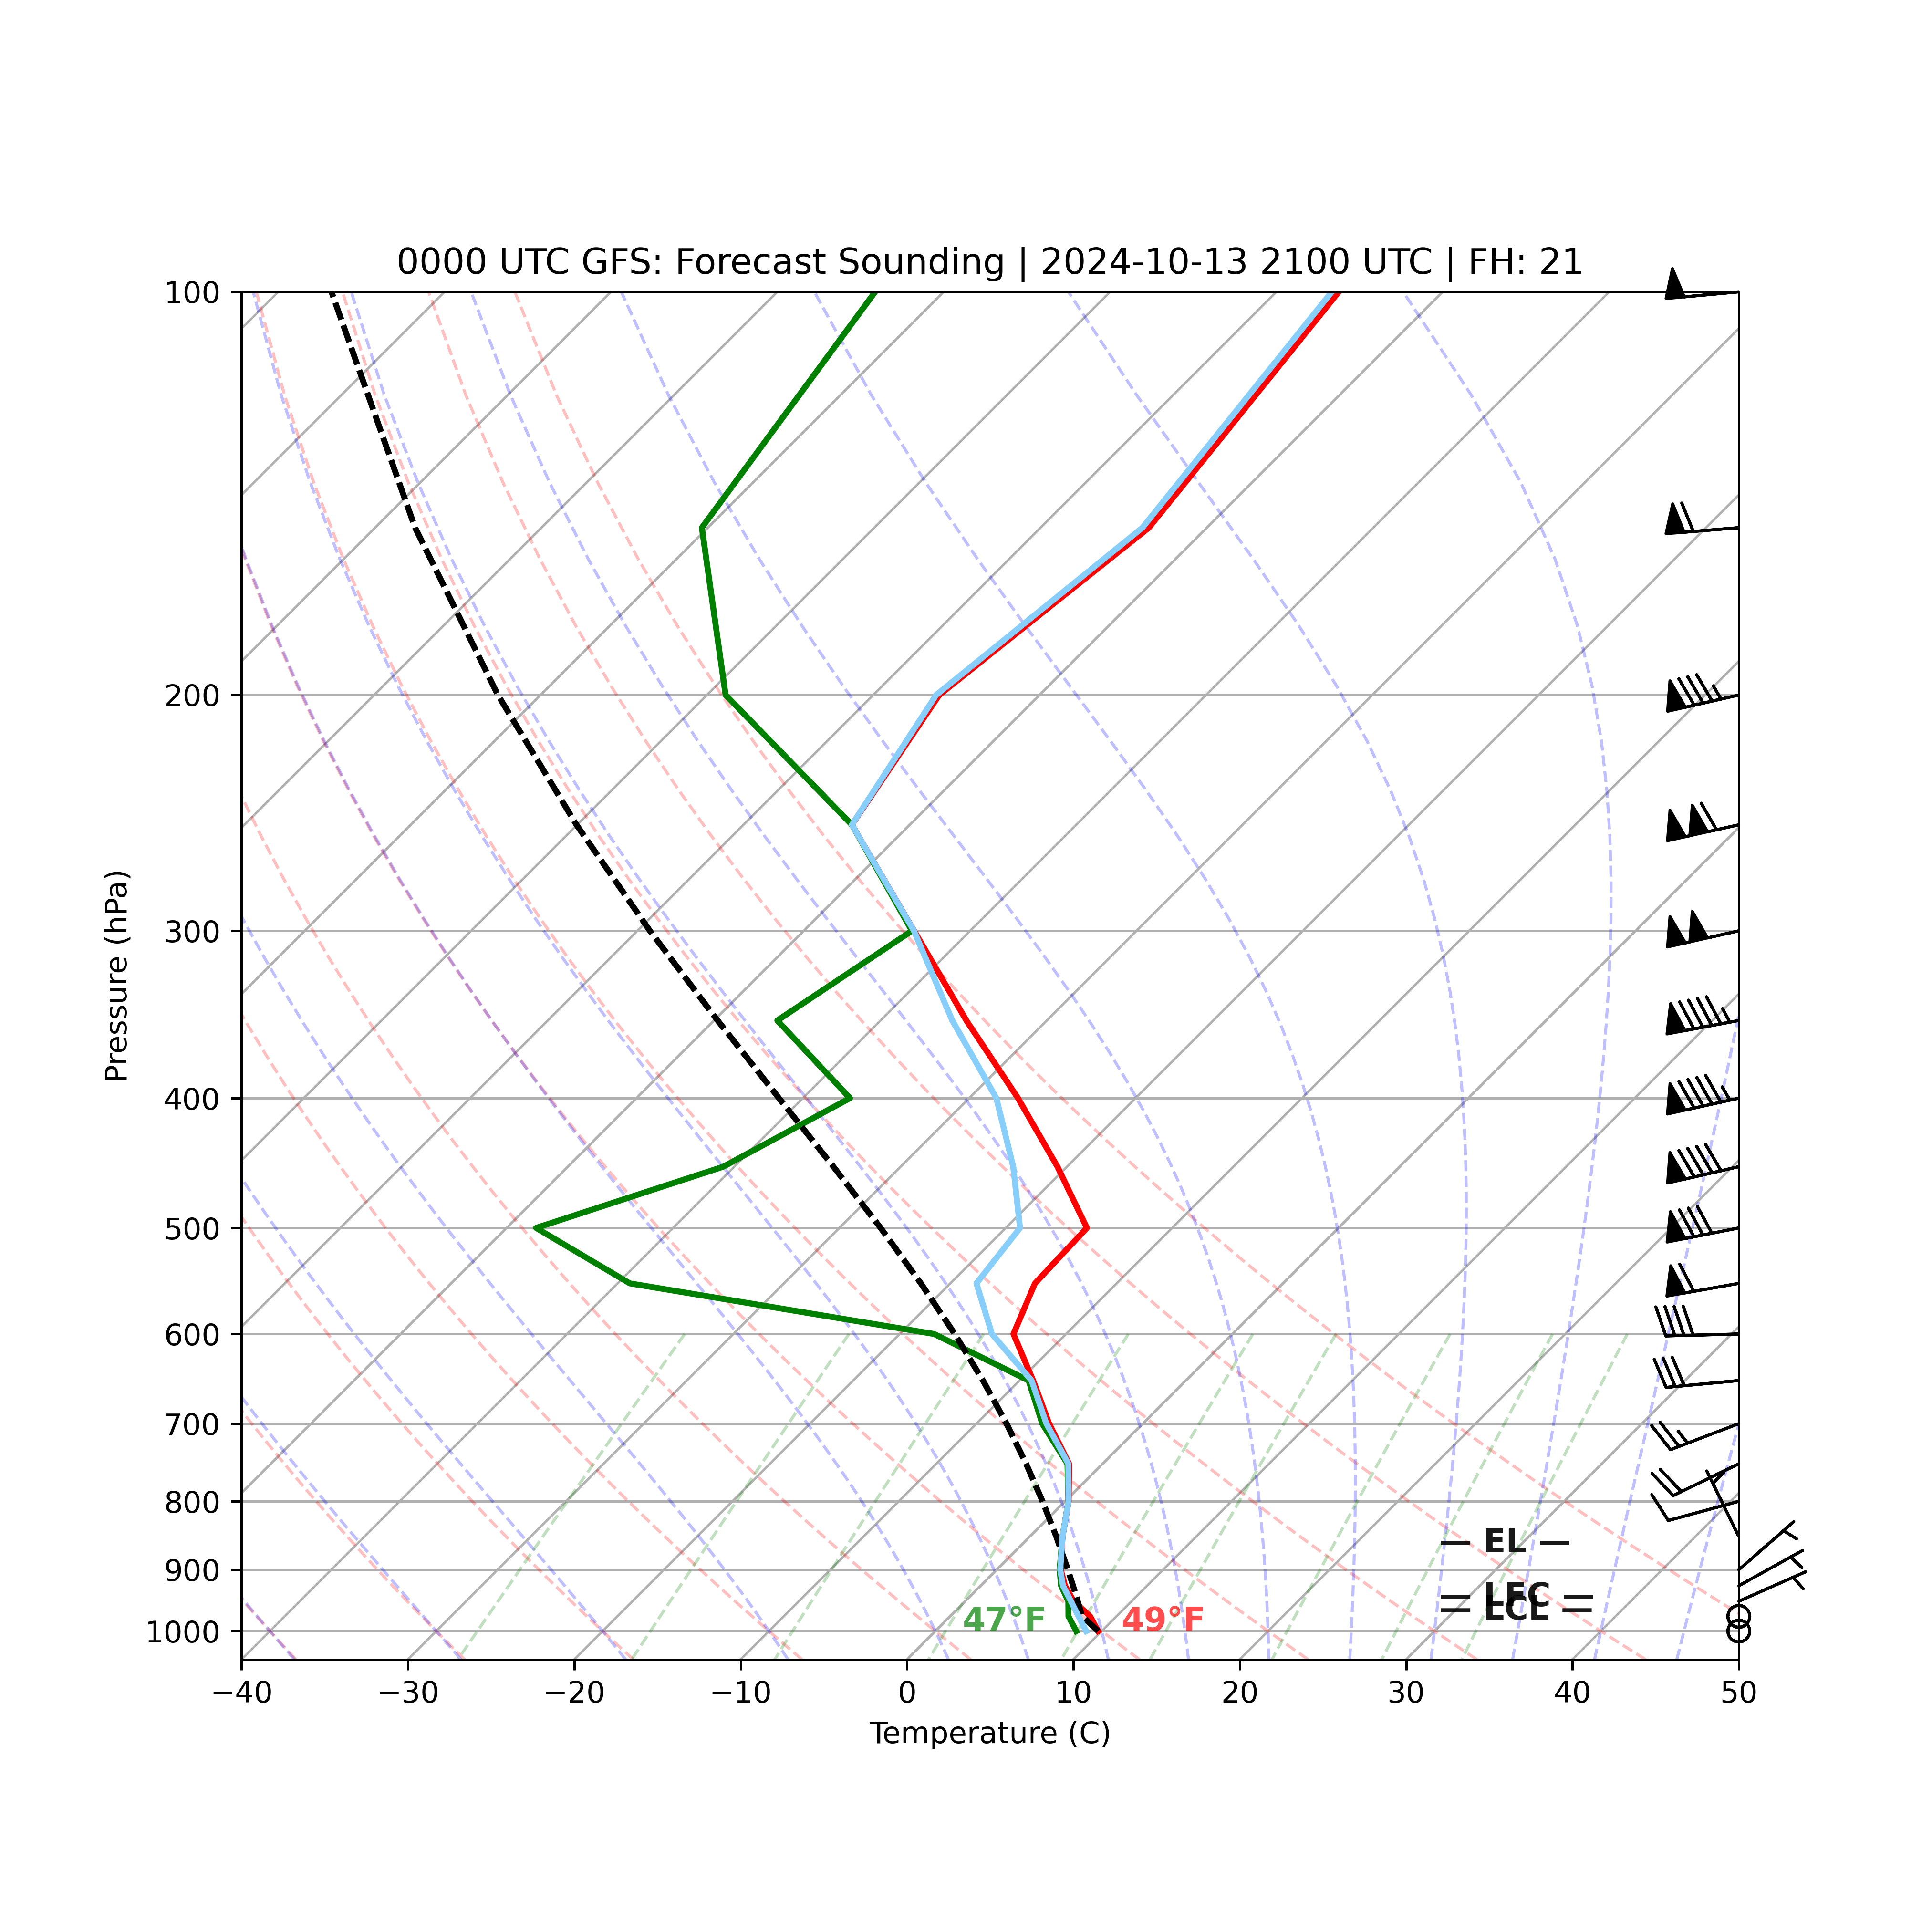 0000 UTC GFS: Forecast Sounding | 2024-10-13 2100 UTC | FH: 21
100
200
300
400
500
600
700
800
900
1000
Pressure (hPa)
— EL —
— LFC —
— LCL —
47°F
49°F
−40 −30 −20 −10 0 10 20 30 40 50
Temperature (C)